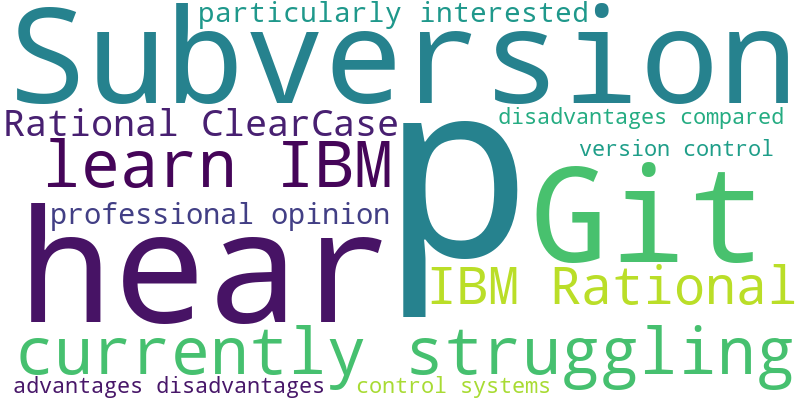 particularly interested
Subversion
Rational ClearCase
disadvantages compared
p
learn IBM
version control
Git
professional opinion
hear
IBM Rational
currently struggling
advantages disadvantages
control systems